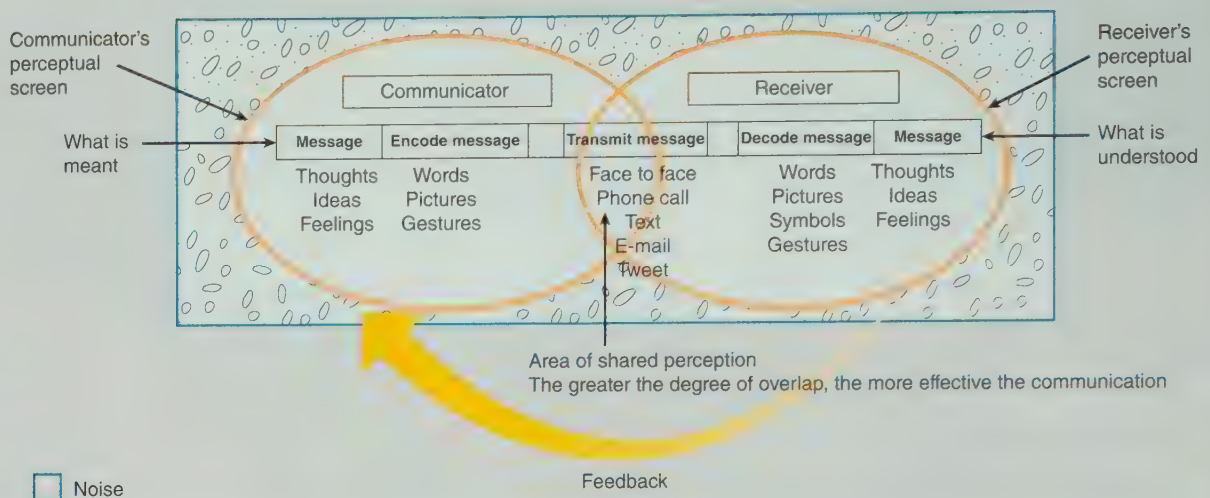 Communicator's
perceptual
screen
Receiver's
perceptual
screen
Communicator
Receiver
What is
meant
Message
Encode message
Transmit message
Decode message
Message
What is
understood
Thoughts
Ideas
Feelings
Words
Pictures
Gestures
Face to face
Phone call
Text
E-mail
Tweet
Words
Pictures
Symbols
Gestures
Thoughts
Ideas
Feelings
Area of shared perception
The greater the degree of overlap, the more effective the communication
Feedback
Noise